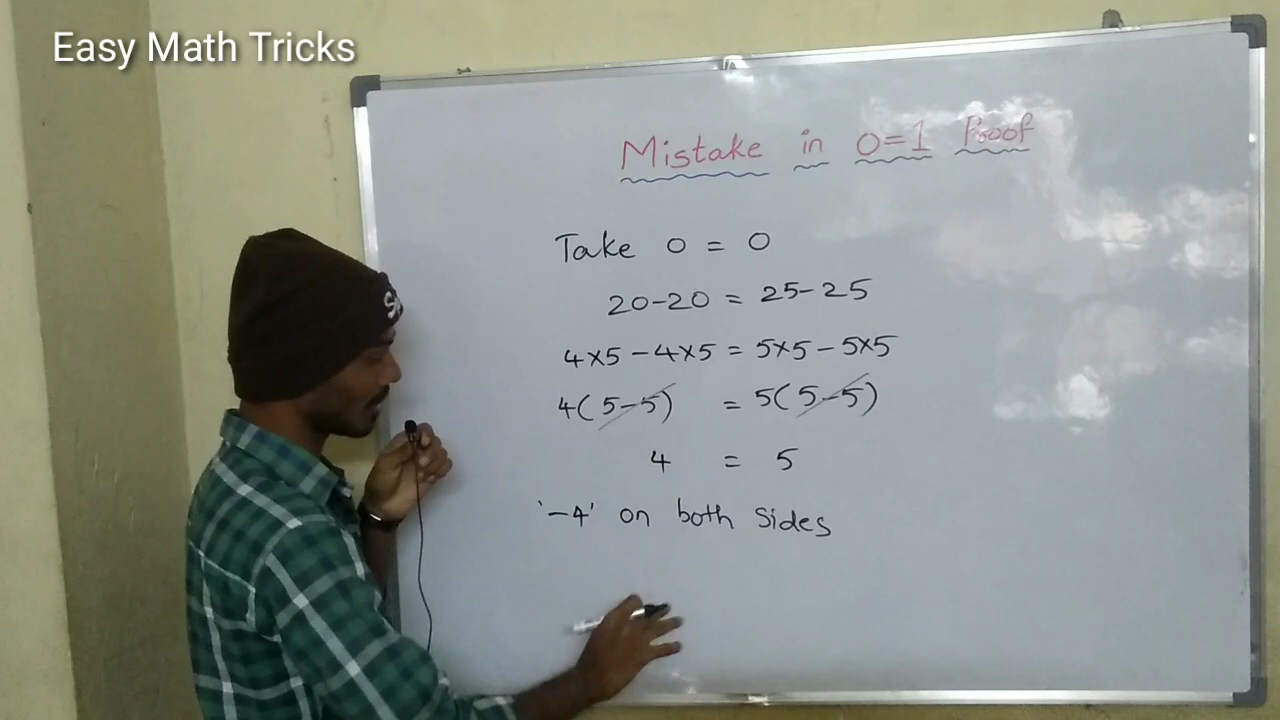 Easy Math Tricks
Mistake in 0=1 Proof
Take 0 = 0
20-20 = 25-25
4×5-4×5 = 5×5-5×5
4(5-5) = 5(5-5)
4 = 5
'-4' on both sides